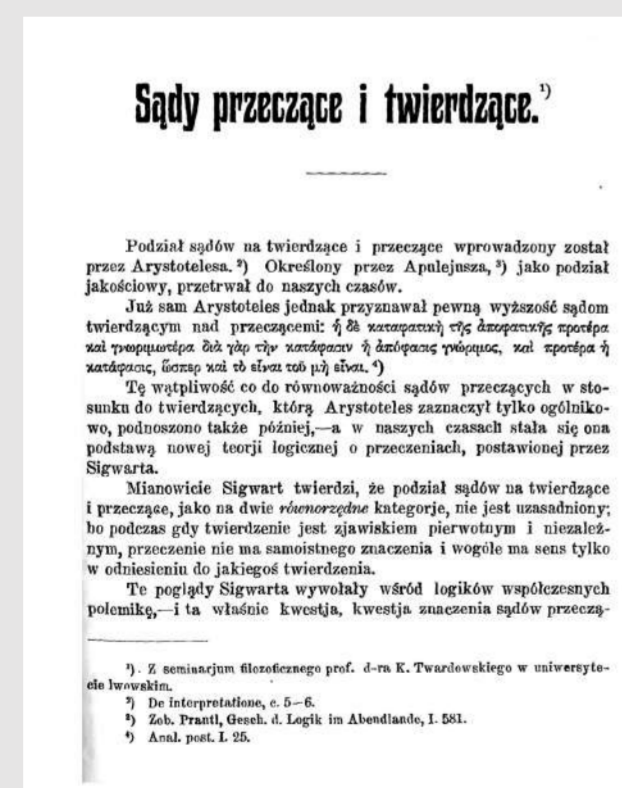 Sądy przeczące i twierdzące.¹)
Podział sądów na twierdzące i przeczące wprowadzony został
przez Arystotelesa. ²) Określony przez Apulejusza, ³) jako podział
jakościowy, przetrwał do naszych czasów.
Już sam Arystoteles jednak przyznawał pewną wyższość sądom
twierdzącym nad przeczącemi: ἡ δὲ καταφατικὴ τῆς ἀποφατικῆς προτέρα
καὶ γνωριμωτέρα διὰ γὰρ τὴν κατάφασιν ἡ ἀπόφασις γνώριμος, καὶ προτέρα ἡ
κατάφασις, ὥσπερ καὶ τὸ εἶναι τοῦ μὴ εἶναι. ⁴)
Tę wątpliwość co do równoważności sądów przeczących w sto-
sunku do twierdzących, którą Arystoteles zaznaczył tylko ogólniko-
wo, podnoszono także później,—a w naszych czasach stała się ona
podstawą nowej teorji logicznej o przeczeniach, postawionej przez
Sigwarta.
Mianowicie Sigwart twierdzi, że podział sądów na twierdzące
i przeczące, jako na dwie równorzędne kategorje, nie jest uzasadniony;
bo podczas gdy twierdzenie jest zjawiskiem pierwotnym i niezależ-
nym, przeczenie nie ma samoistnego znaczenia i wogóle ma sens tylko
w odniesieniu do jakiegoś twierdzenia.
Te poglądy Sigwarta wywołały wśród logików współczesnych
polemikę,—i ta właśnie kwestja, kwestja znaczenia sądów przeczą-
¹). Z seminarjum filozoficznego prof. d-ra K. Twardowskiego w uniwersyte-
cie lwowskim.
²) De interpretatione, c. 5—6.
³) Zob. Prantl, Gesch. d. Logik im Abendlande, I. 581.
⁴) Anal. post. I. 25.